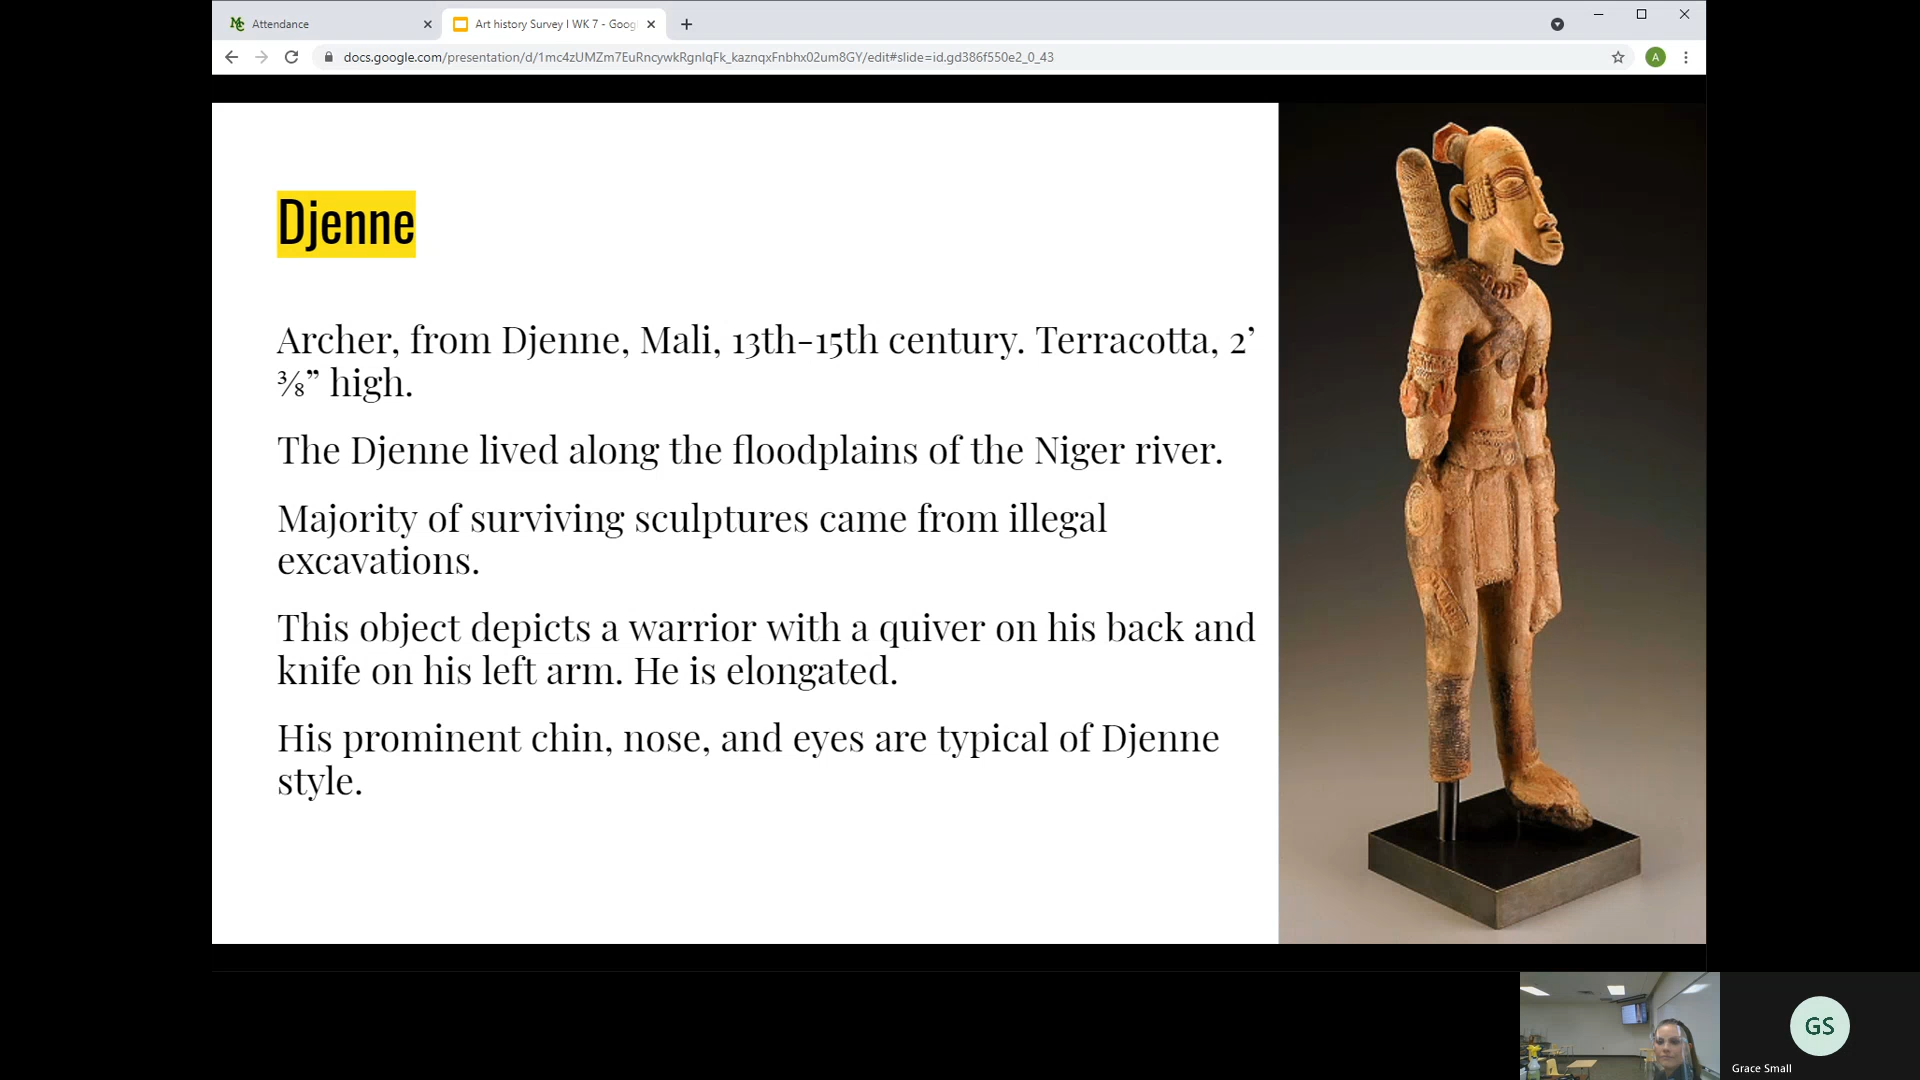 Attendance
Art history Survey I WK 7 - Goog
docs.google.com/presentation/d/1mc4zUMZm7EuRncywkRgnlqFk_kaznqxFnbhx02um8GY/edit#slide=id.gd386f550e2_0_43
A
Djenne
Archer, from Djenne, Mali, 13th-15th century. Terracotta, 2’
⅜” high.
The Djenne lived along the floodplains of the Niger river.
Majority of surviving sculptures came from illegal
excavations.
This object depicts a warrior with a quiver on his back and
knife on his left arm. He is elongated.
His prominent chin, nose, and eyes are typical of Djenne
style.
GS
Grace Small